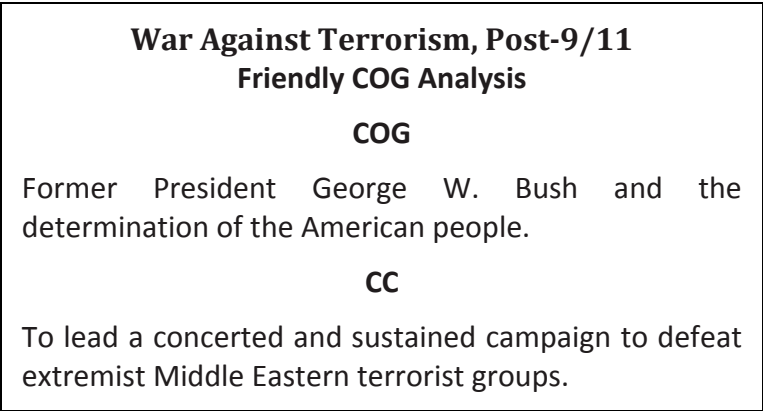 War Against Terrorism, Post-9/11
Friendly COG Analysis
COG
Former President George W. Bush and the
determination of the American people.
CC
To lead a concerted and sustained campaign to defeat
extremist Middle Eastern terrorist groups.